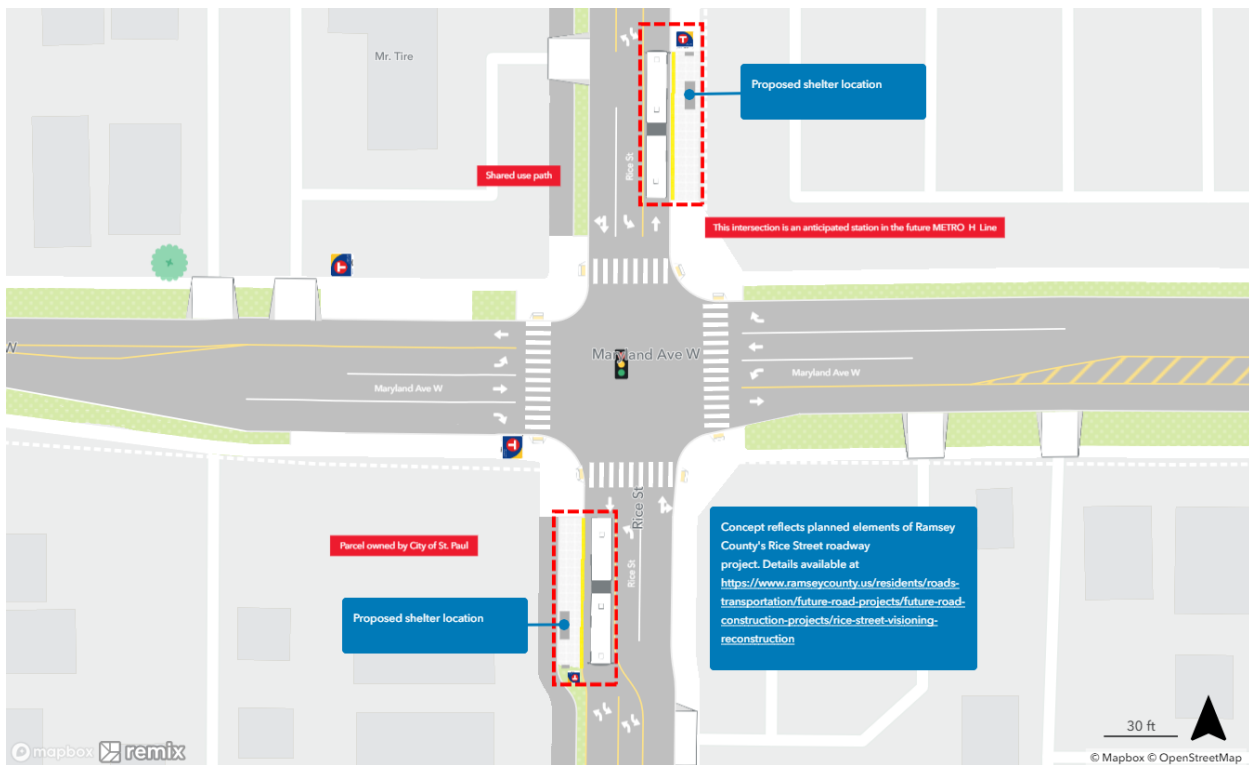 Mr. Tire
Proposed shelter location
Rice St
Shared use path
This intersection is an anticipated station in the future METRO H Line
W
Maryland Ave W
Maryland Ave W
Maryland Ave W
Rice St
Parcel owned by City of St. Paul
Rice St
Proposed shelter location
Concept reflects planned elements of Ramsey
County's Rice Street roadway
project. Details available at
https://www.ramseycounty.us/residents/roads-
transportation/future-road-projects/future-road-
construction-projects/rice-street-visioning-
reconstruction
30 ft
mapbox remix
© Mapbox © OpenStreetMap